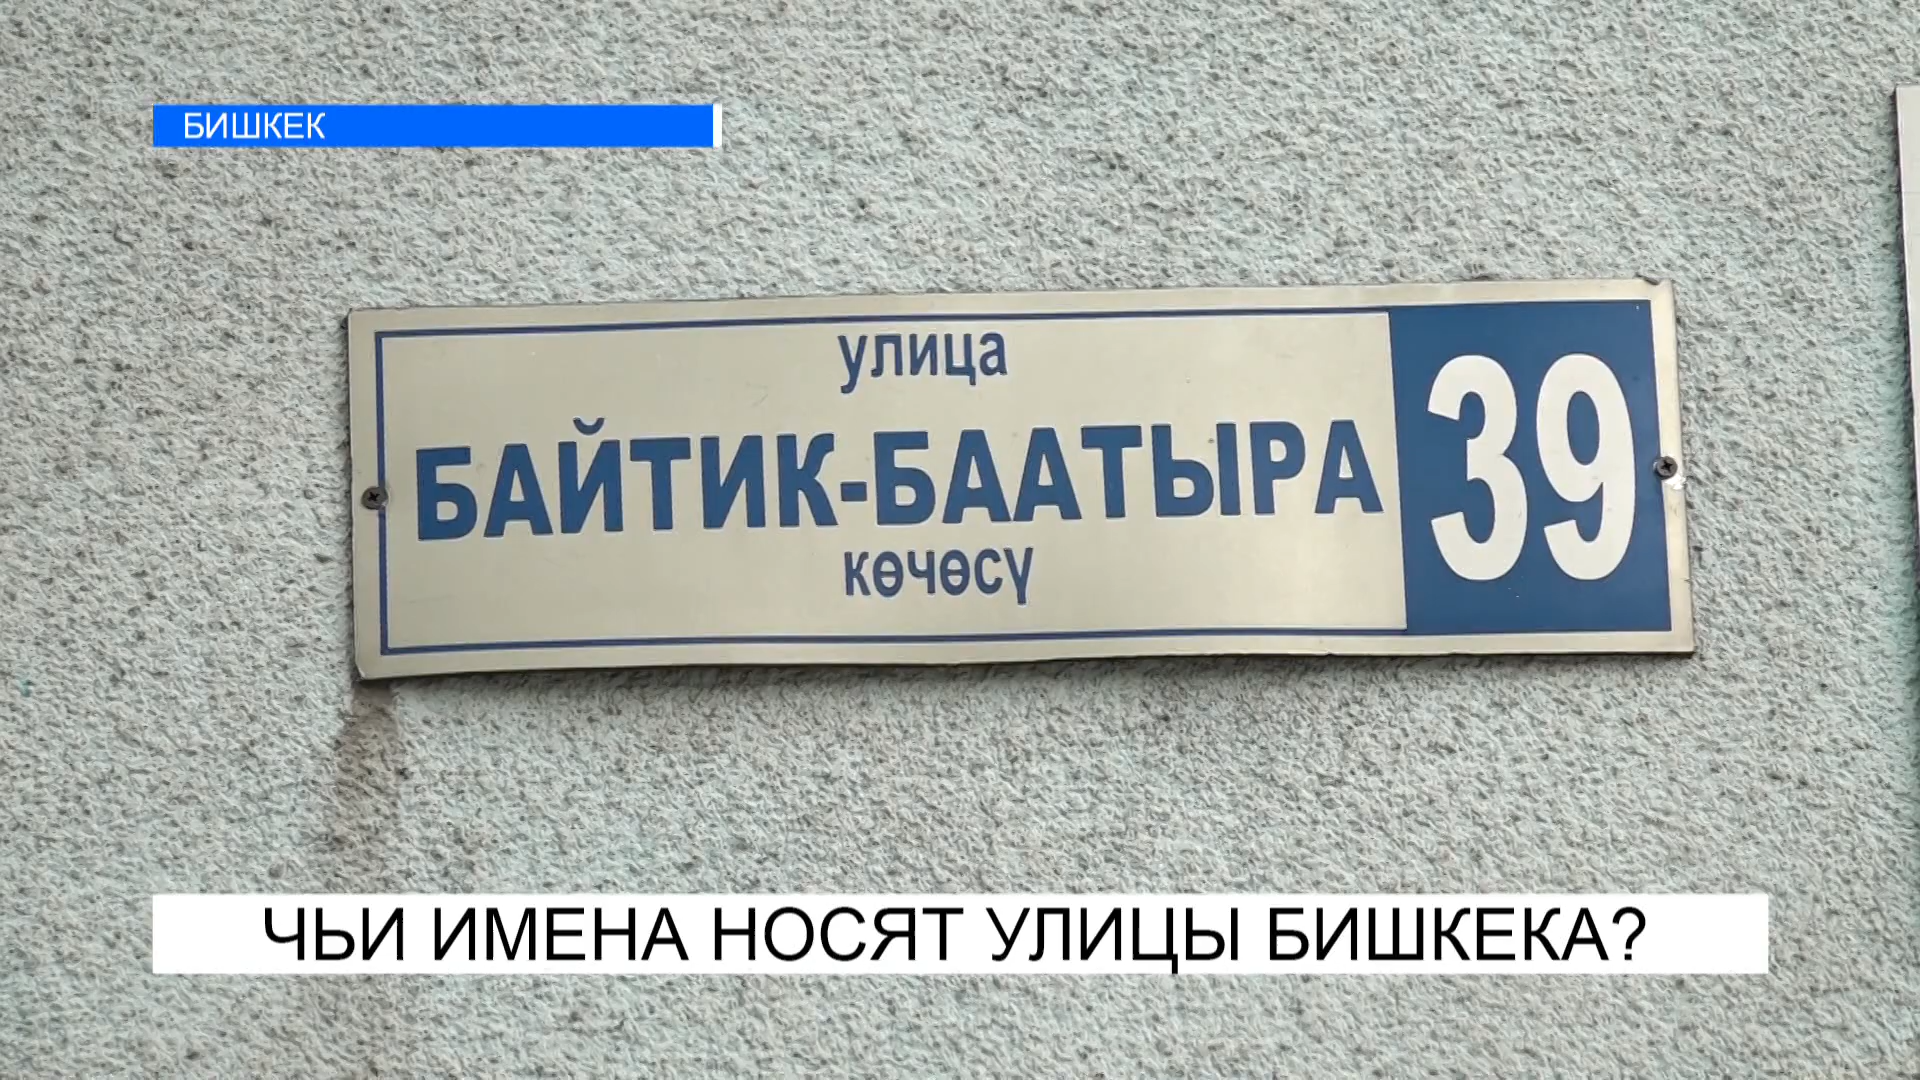 БИШКЕК
улица
БАЙТИК-БААТЫРА
көчөсү
39
ЧЬИ ИМЕНА НОСЯТ УЛИЦЫ БИШКЕКА?